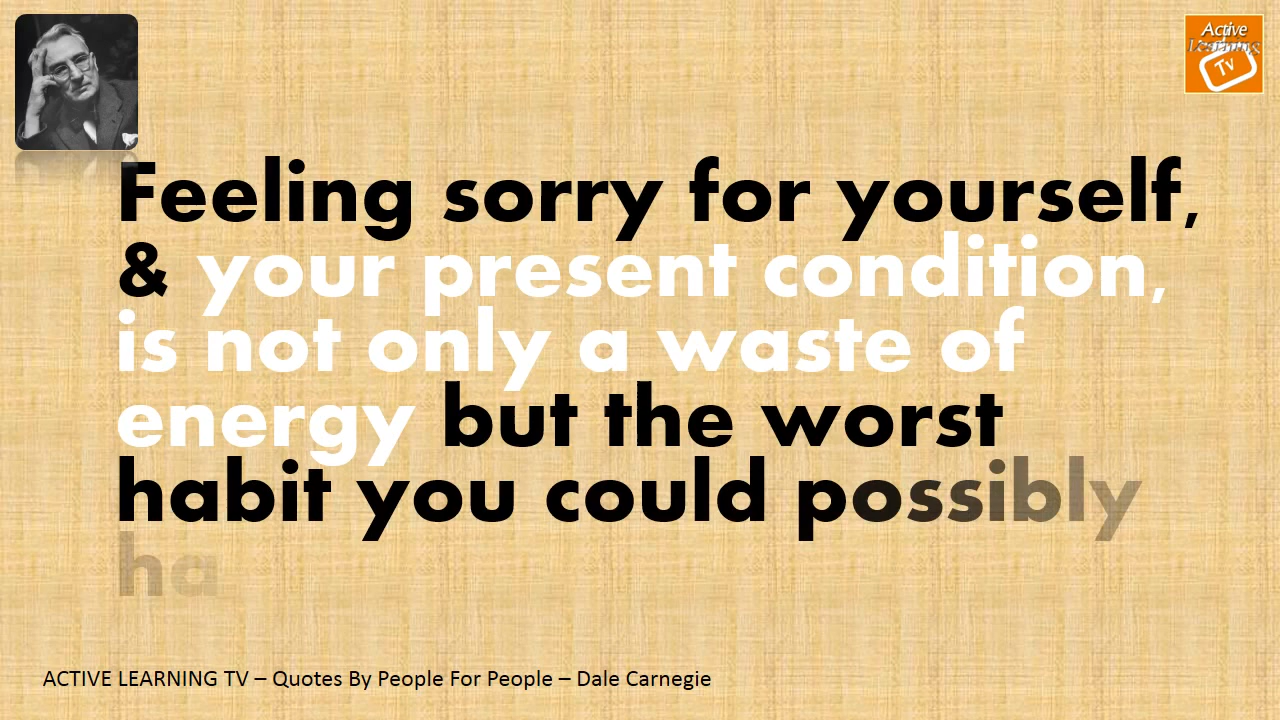 Active
Learning
Tv
Feeling sorry for yourself,
& your present condition,
is not only a waste of
energy but the worst
habit you could possibly
ha
ACTIVE LEARNING TV – Quotes By People For People – Dale Carnegie